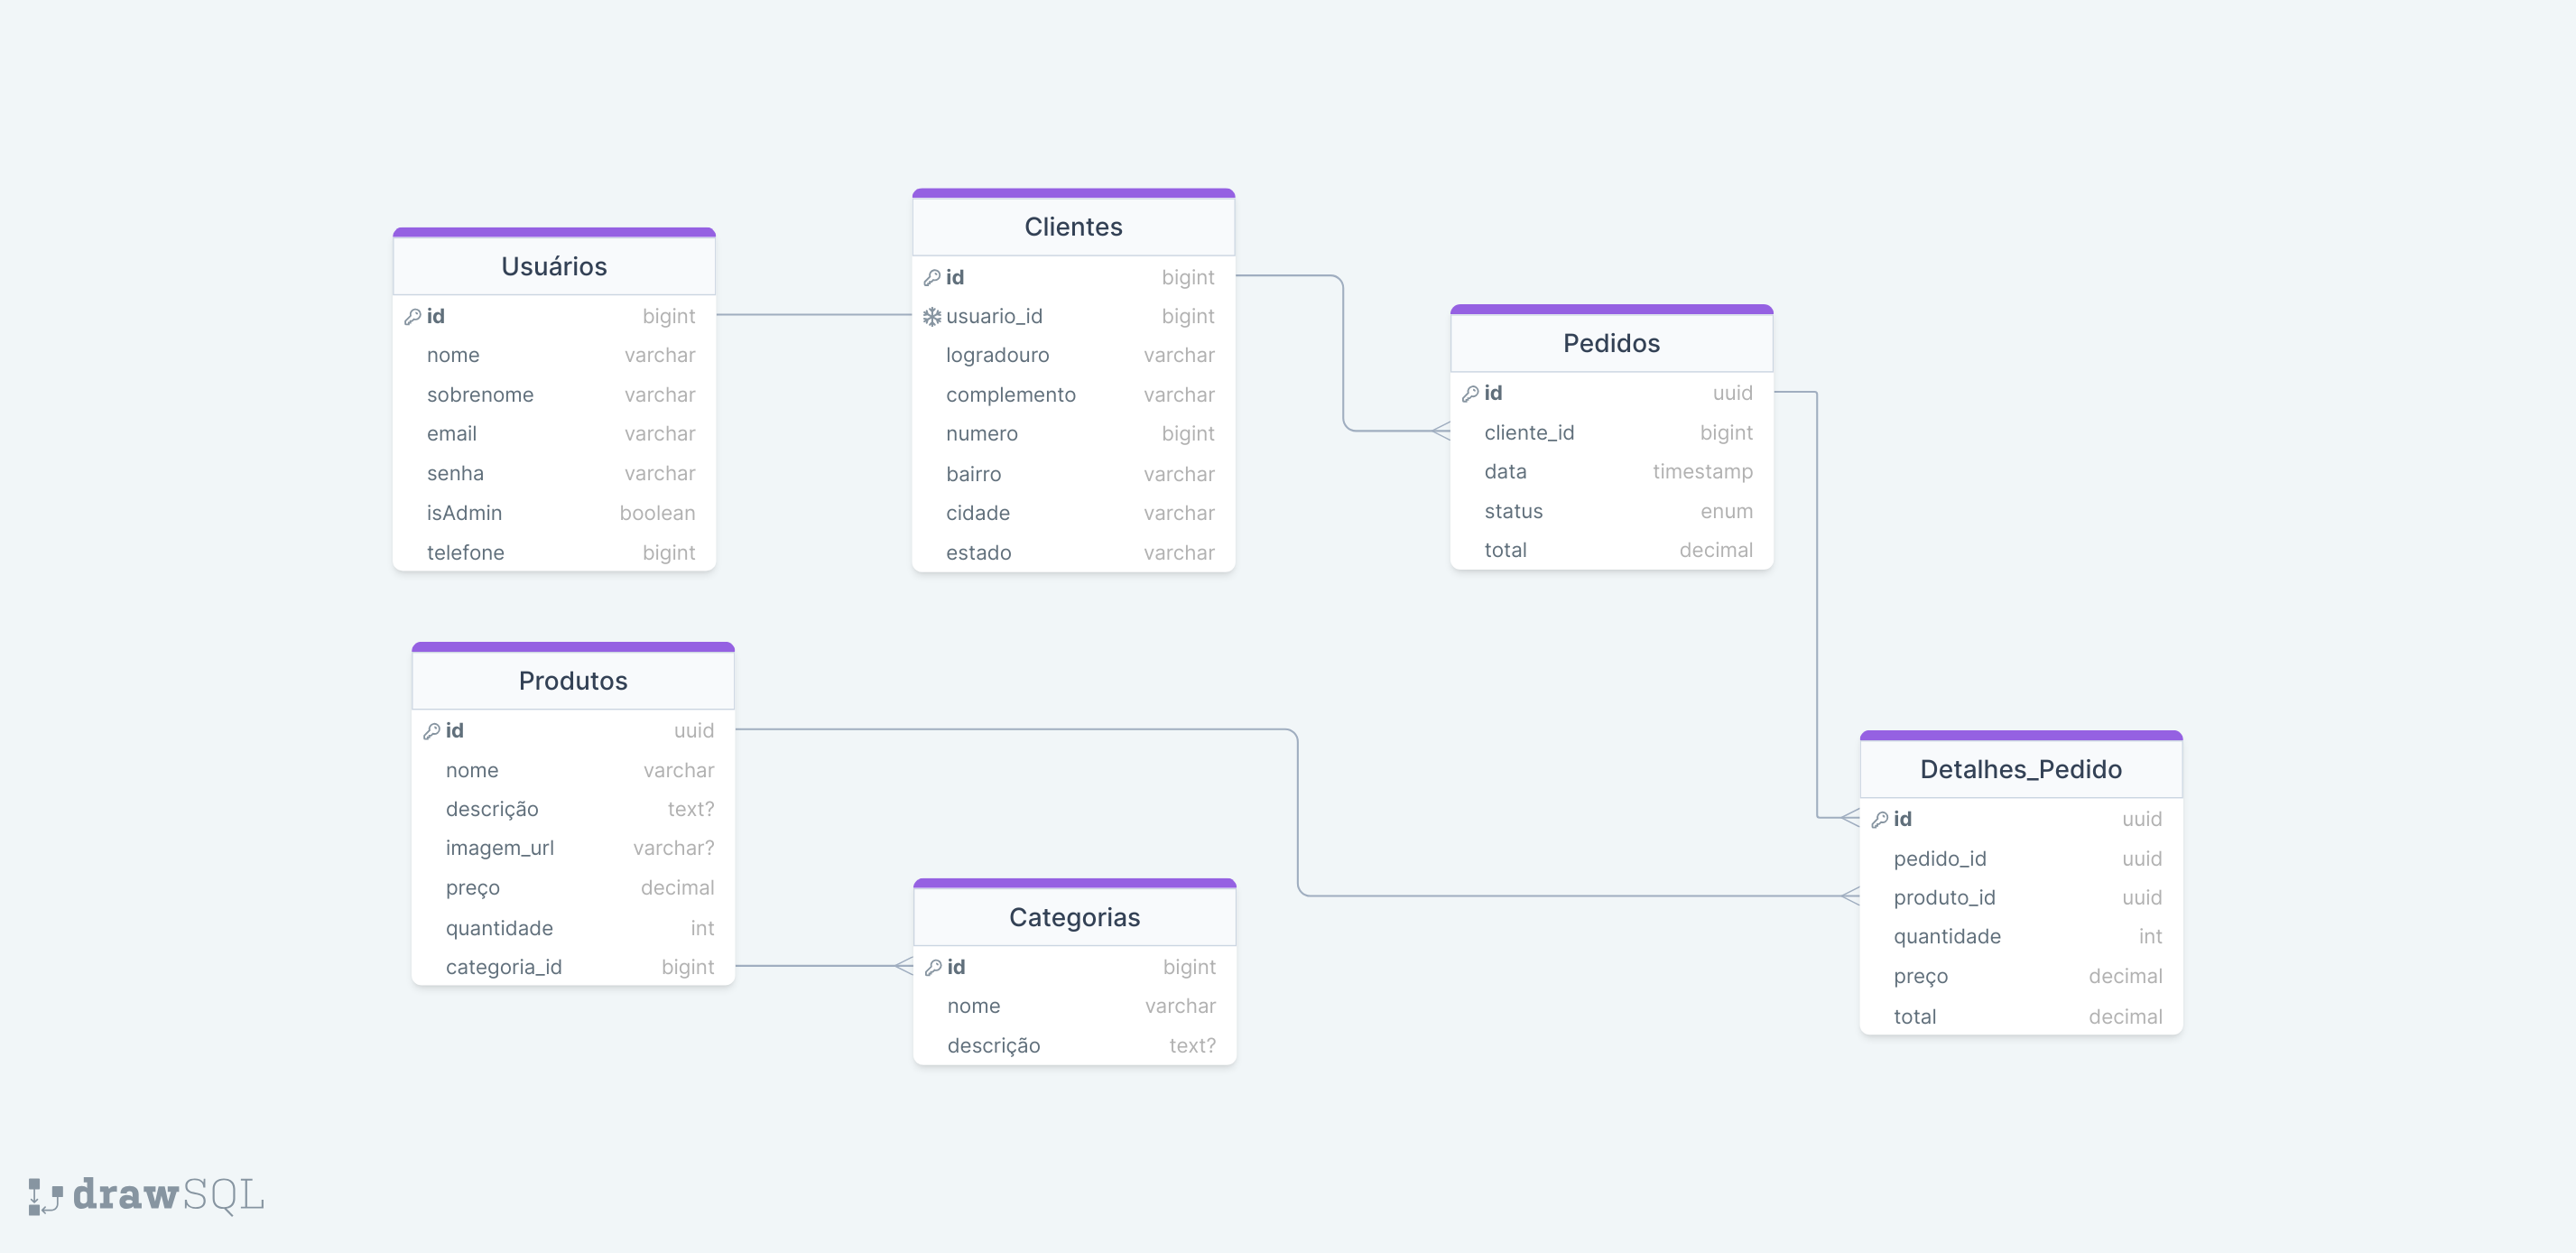 Usuários
id bigint
nome varchar
sobrenome varchar
email varchar
senha varchar
isAdmin boolean
telefone bigint
Clientes
id bigint
usuario_id bigint
logradouro varchar
complemento varchar
numero bigint
bairro varchar
cidade varchar
estado varchar
Pedidos
id uuid
cliente_id bigint
data timestamp
status enum
total decimal
Produtos
id uuid
nome varchar
descrição text?
imagem_url varchar?
preço decimal
quantidade int
categoria_id bigint
Categorias
id bigint
nome varchar
descrição text?
Detalhes_Pedido
id uuid
pedido_id uuid
produto_id uuid
quantidade int
preço decimal
total decimal
drawSQL